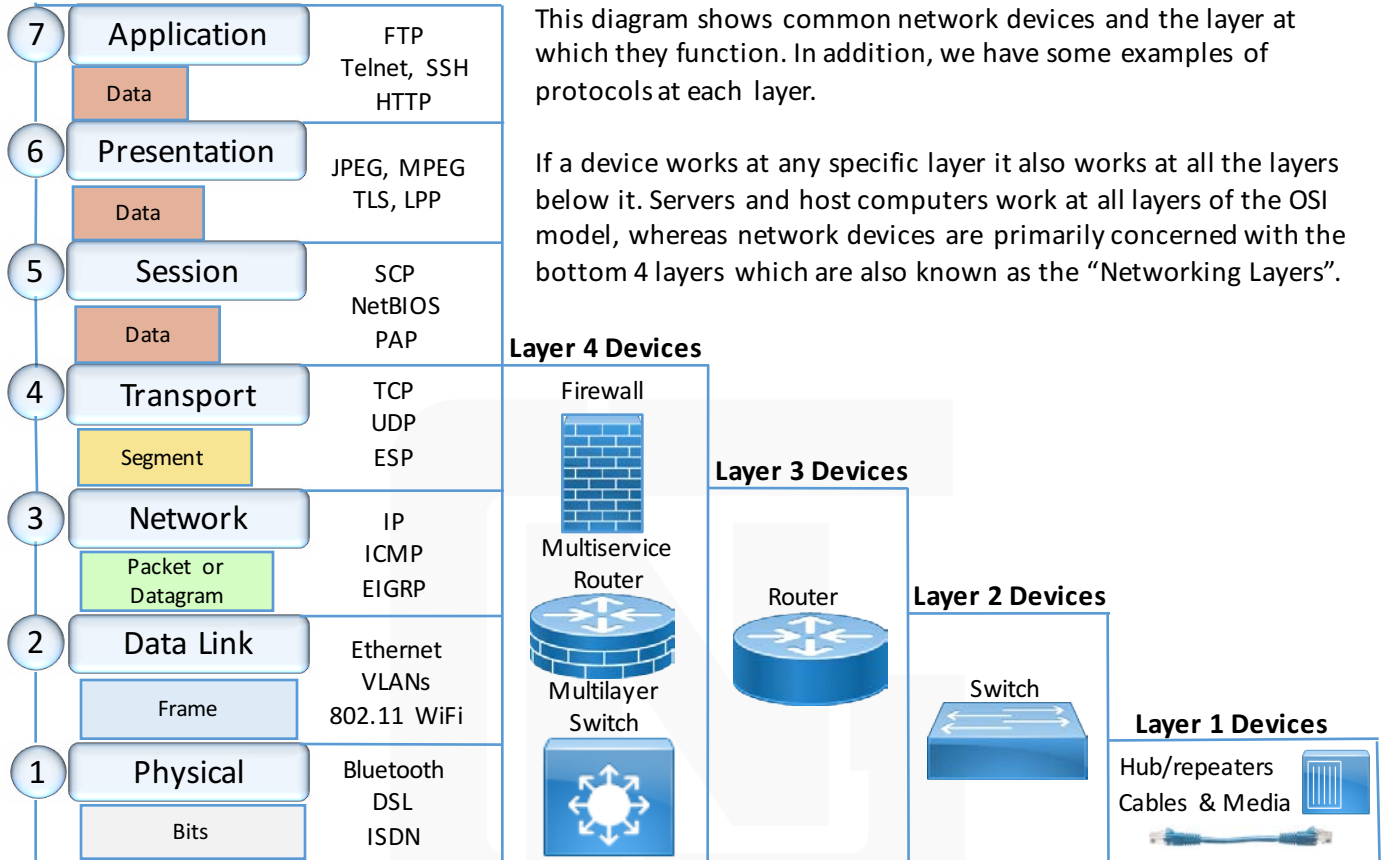 7
Application
Data
FTP
Telnet, SSH
HTTP
6
Presentation
Data
JPEG, MPEG
TLS, LPP
5
Session
Data
SCP
NetBIOS
PAP
4
Transport
Segment
TCP
UDP
ESP
3
Network
Packet or
Datagram
IP
ICMP
EIGRP
2
Data Link
Frame
Ethernet
VLANs
802.11 WiFi
1
Physical
Bits
Bluetooth
DSL
ISDN
This diagram shows common network devices and the layer at
which they function. In addition, we have some examples of
protocols at each layer.
If a device works at any specific layer it also works at all the layers
below it. Servers and host computers work at all layers of the OSI
model, whereas network devices are primarily concerned with the
bottom 4 layers which are also known as the “Networking Layers”.
Layer 4 Devices
Firewall
Multiservice
Router
Multilayer
Switch
Layer 3 Devices
Router
Layer 2 Devices
Switch
Layer 1 Devices
Hub/repeaters
Cables & Media